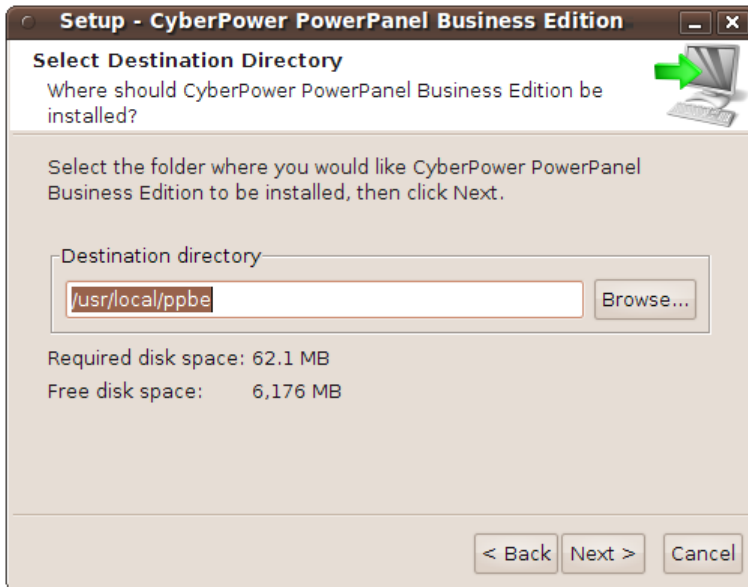 Setup - CyberPower PowerPanel Business Edition
Select Destination Directory
Where should CyberPower PowerPanel Business Edition be
installed?
Select the folder where you would like CyberPower PowerPanel
Business Edition to be installed, then click Next.
Destination directory
/usr/local/ppbe
Browse...
Required disk space: 62.1 MB
Free disk space: 6,176 MB
< Back Next > Cancel